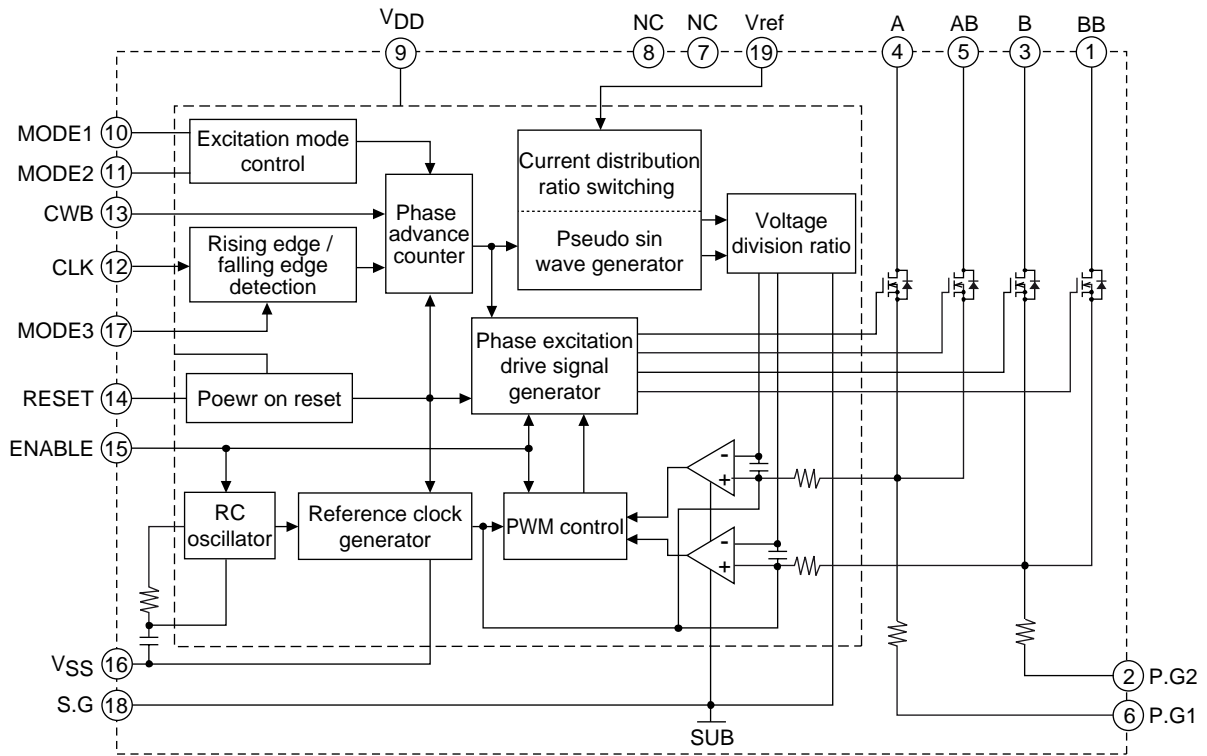 VDD
NC
NC
Vref
A
AB
B
BB
9
8
7
19
4
5
3
1
MODE1
10
MODE2
11
CWB
13
CLK
12
MODE3
17
RESET
14
ENABLE
15
VSS
16
S.G
18
Excitation mode
control
Phase
advance
counter
Rising edge /
falling edge
detection
Current distribution
ratio switching
Pseudo sin
wave generator
Voltage
division ratio
Phase excitation
drive signal
generator
Poewr on reset
RC
oscillator
Reference clock
generator
PWM control
-
+
-
+
SUB
2
P.G2
6
P.G1